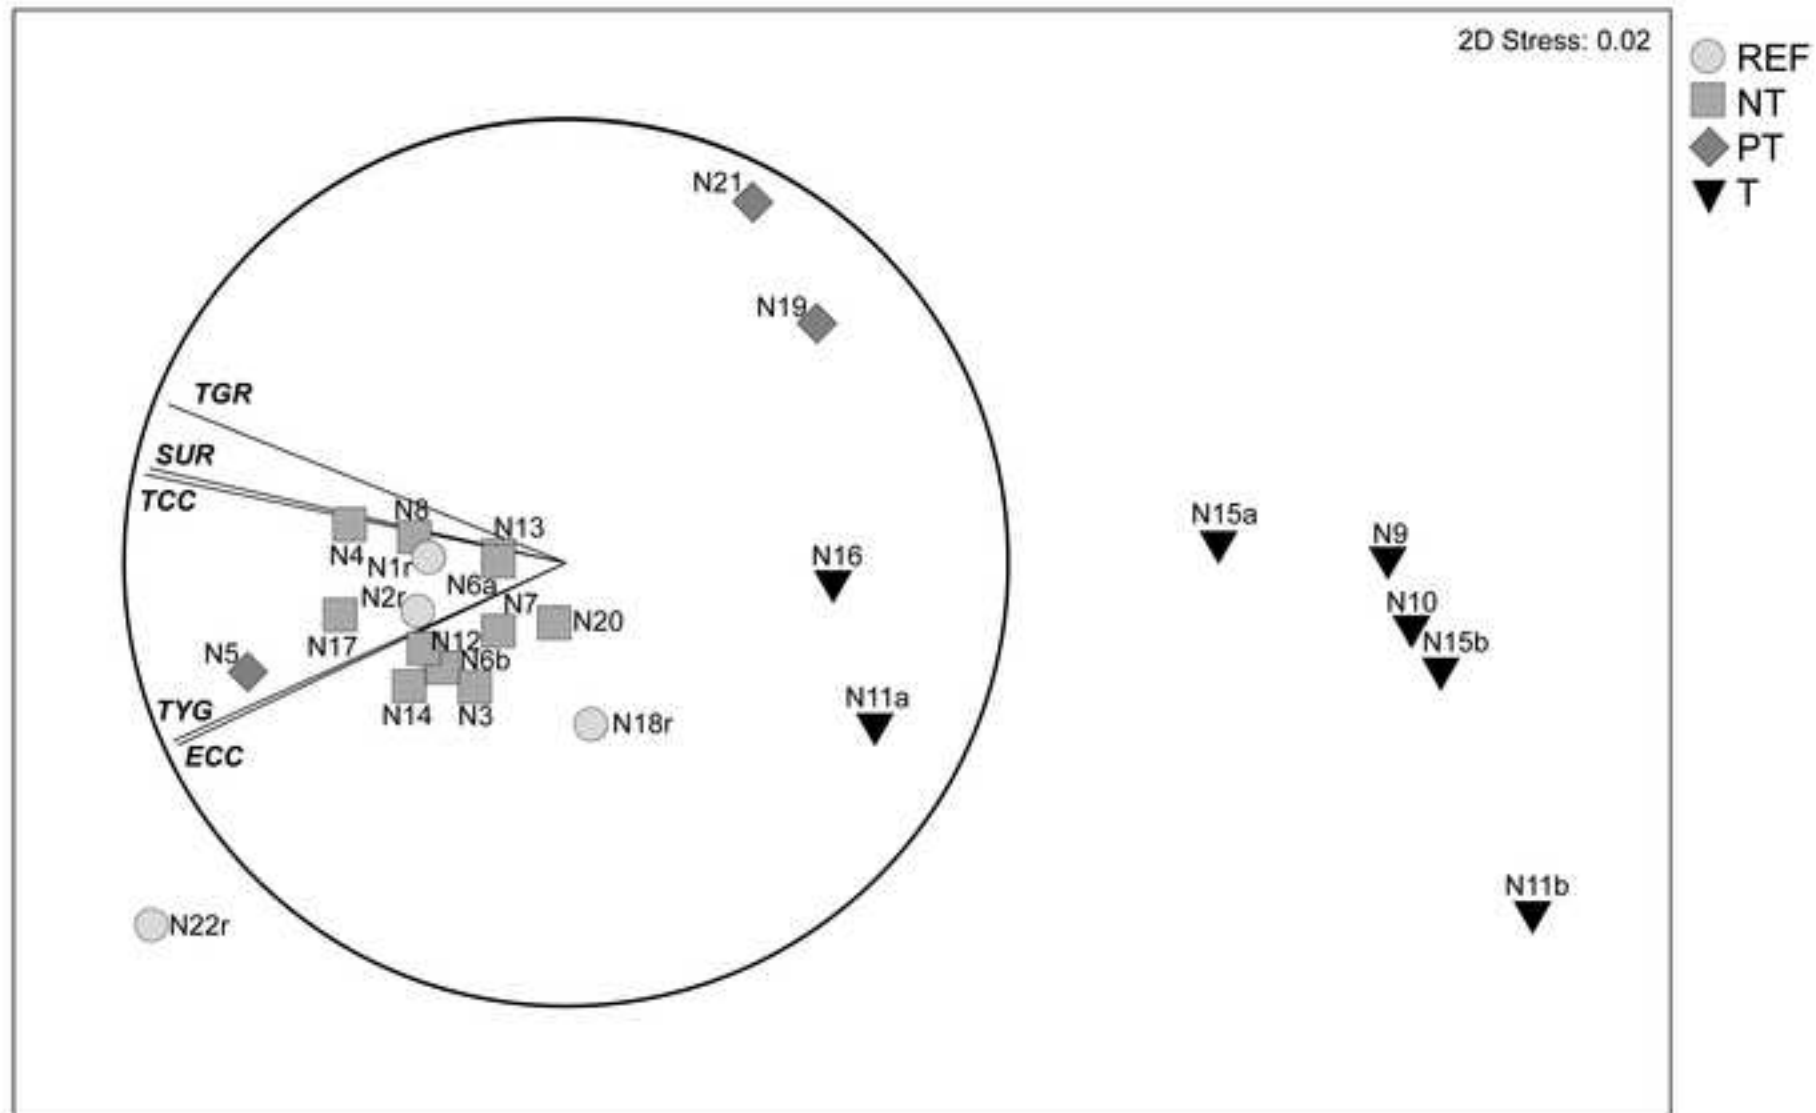 2D Stress: 0.02
REF
NT
PT
T
N21
N19
TGR
SUR
TCC
N8
N13
N4
N1r
N6a
N2r
N7
N20
N17
N12
N5
N6b
TYG
N14
N3
N18r
ECC
N22r
N16
N15a
N9
N10
N15b
N11a
N11b